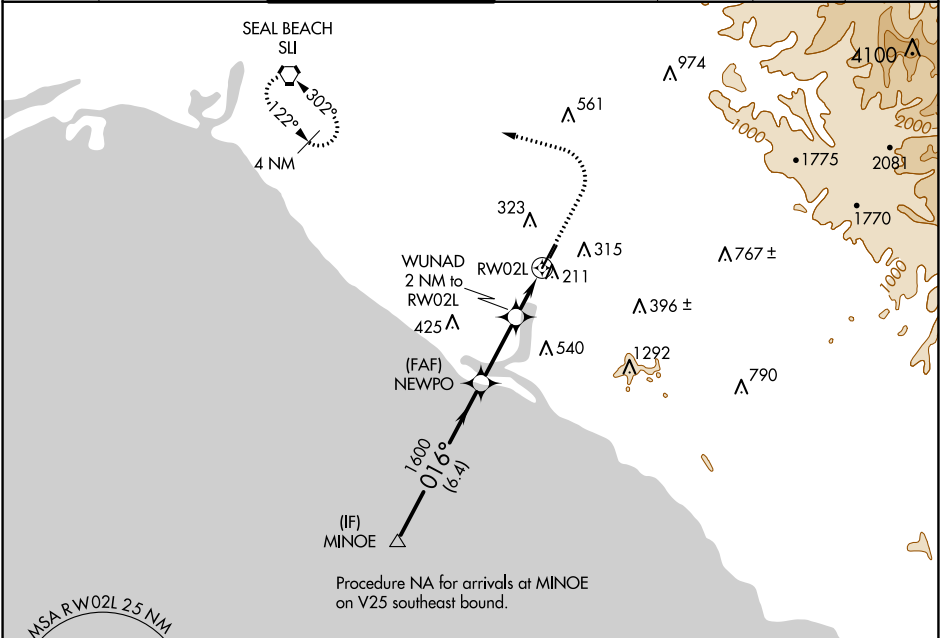 SEAL BEACH
SLI
302°
122°
4 NM
974
4100
561
1000
2000
1775
2081
1770
323
315
767 ±
WUNAD
2 NM to
RW02L
RW02L
211
1000
396 ±
425
540
1292
790
(FAF)
NEWPO
1600
016°
(6.4)
(IF)
MINOE
Procedure NA for arrivals at MINOE
on V25 southeast bound.
MSA RW02L 25 NM